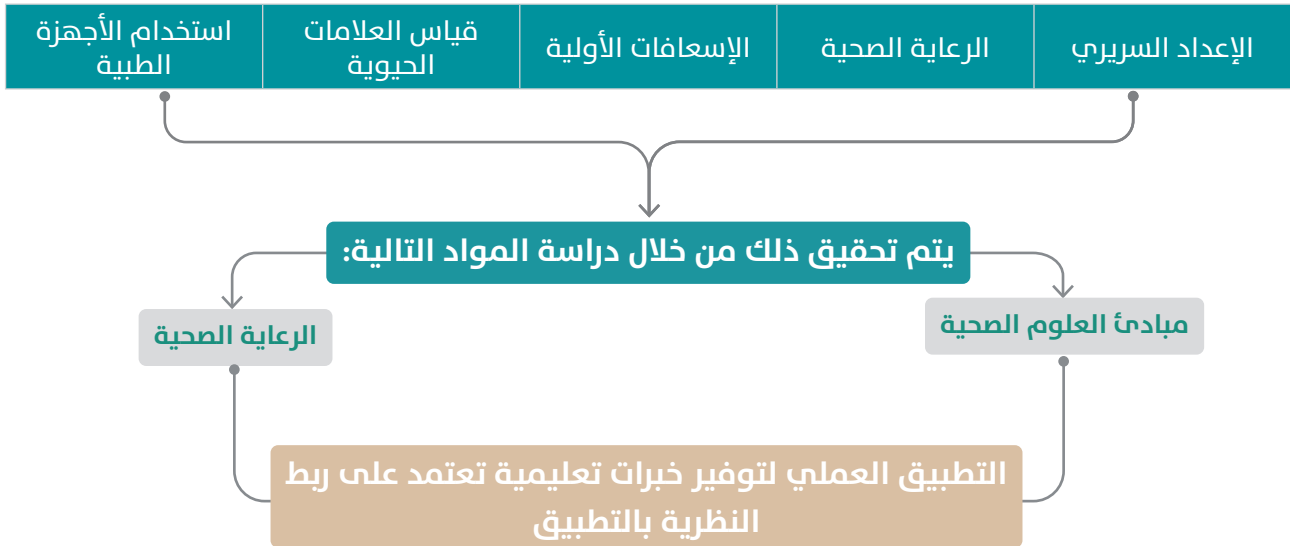 الإعداد السريري
الرعاية الصحية
الإسعافات الأولية
قياس العلامات
الحيوية
استخدام الأجهزة
الطبية
يتم تحقيق ذلك من خلال دراسة المواد التالية:
مبادئ العلوم الصحية
الرعاية الصحية
التطبيق العملي لتوفير خبرات تعليمية تعتمد على ربط
النظرية بالتطبيق